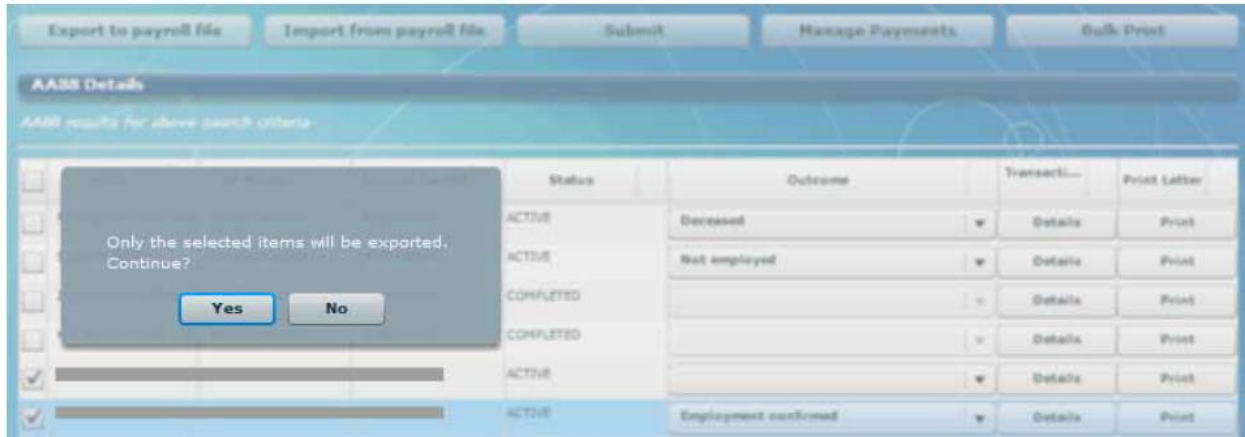 Export to payroll file
Import from payroll file
Submit
Manage Payments
Bulk Print
AA88 Details
AA88 results for above search criteria
Status
Outcome
Transacti...
Print Letter
ACTIVE
Deceased
Details
Print
Only the selected items will be exported.
Continue?
ACTIVE
Not employed
Details
Print
Yes
No
COMPLETED
Details
Print
COMPLETED
Details
Print
ACTIVE
Details
Print
ACTIVE
Employment confirmed
Details
Print